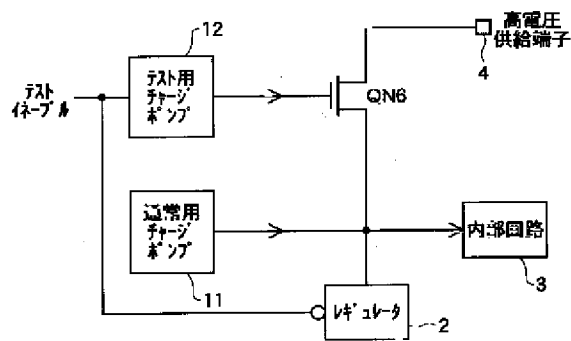 12
高電圧
供給端子
4
テスト
イネーブル
テスト用
チャージ
ポンプ
QN6
通常用
チャージ
ポンプ
11
内部回路
3
レギュレータ
2